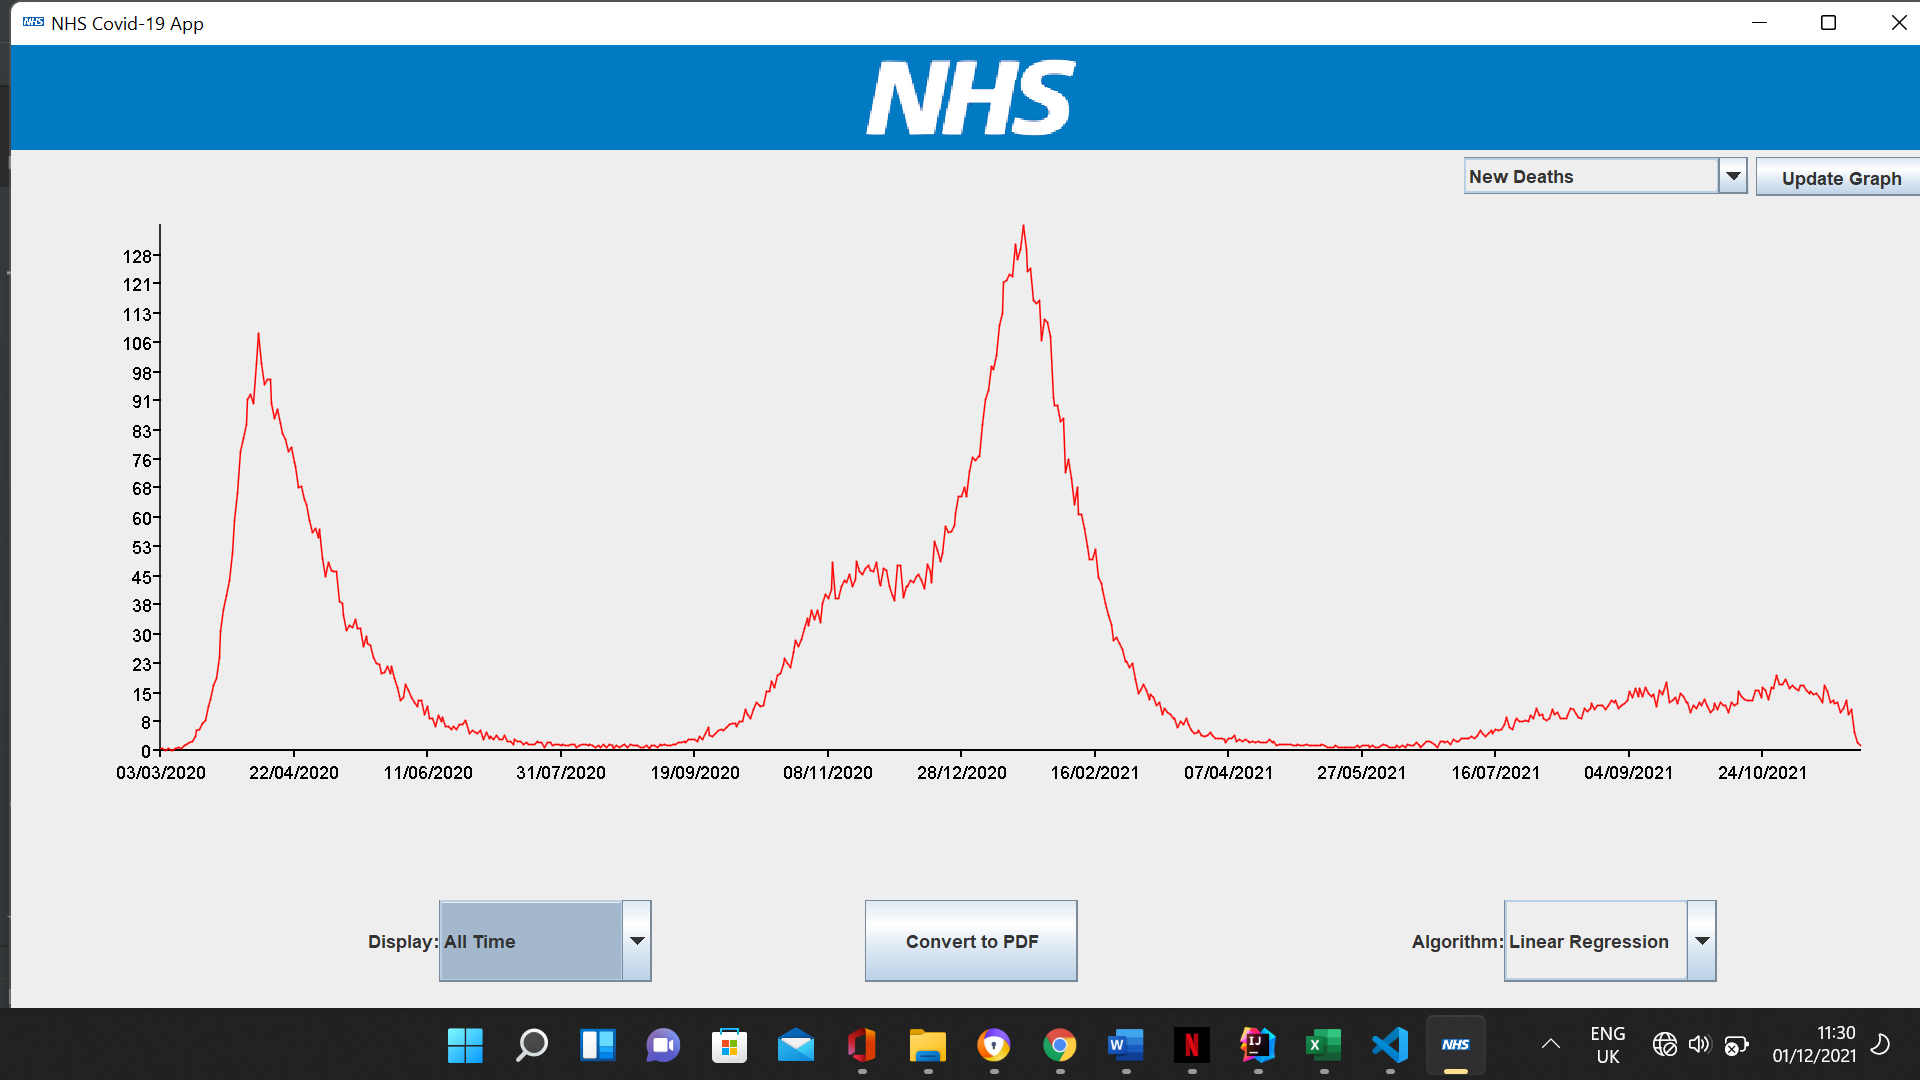 NHS NHS Covid-19 App
NHS
New Deaths
Update Graph
128
121
113
106
98
91
83
76
68
60
53
45
38
30
23
15
8
0
03/03/2020 22/04/2020 11/06/2020 31/07/2020 19/09/2020 08/11/2020 28/12/2020 16/02/2021 07/04/2021 27/05/2021 16/07/2021 04/09/2021 24/10/2021
Display: All Time
Convert to PDF
Algorithm: Linear Regression
W
N
IJ
X
NHS
ENG
UK
11:30
01/12/2021